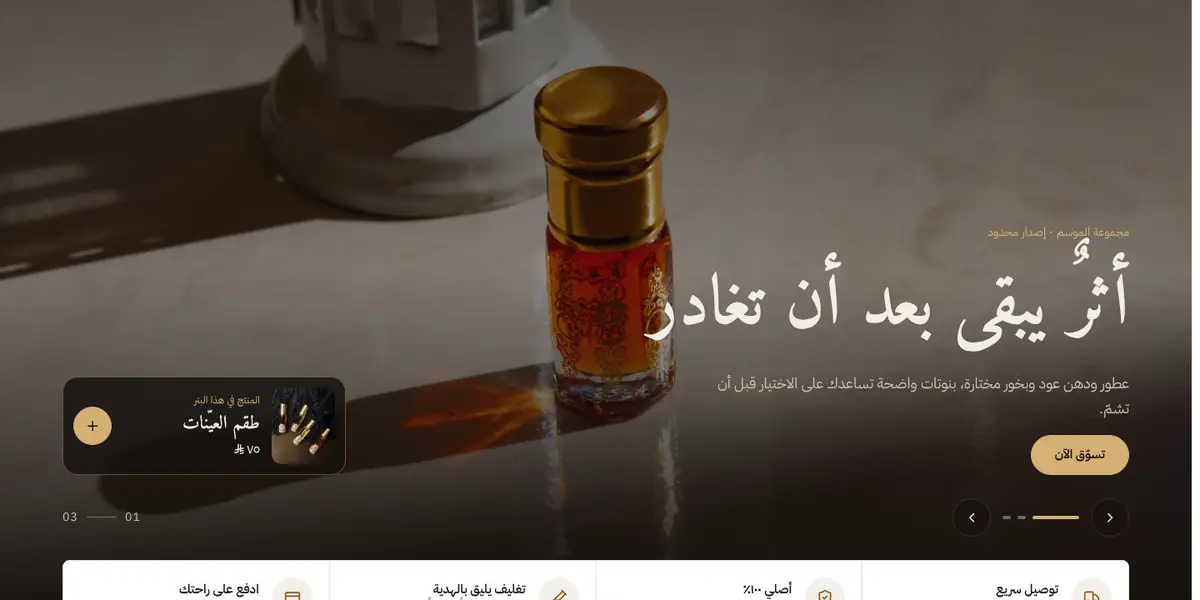 مجموعة الموسم - إصدار محدود
أثرٌ يبقى بعد أن تغادر
عطور ودهن عود وبخور مختارة، بنوتات واضحة تساعدك على الاختيار قبل أن
تشمّ.
تسوّق الآن
المنتج في هذا البنر
طقم العيّنات
٧٥ ⃁
01 — 03
توصيل سريع
أصلي ١٠٠٪
تغليف يليق بالهدية
ادفع على راحتك